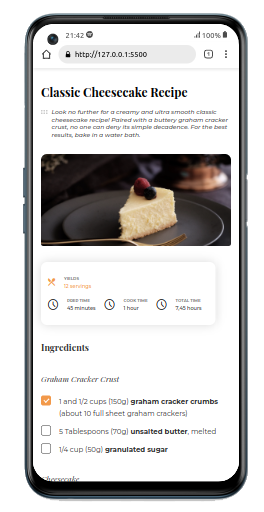 21:42
100%
http://127.0.0.1:5500
1
Classic Cheesecake Recipe
Look no further for a creamy and ultra smooth classic
cheesecake recipe! Paired with a buttery graham cracker
crust, no one can deny its simple decadence. For the best
results, bake in a water bath.
YIELDS
12 servings
COOK TIME
TOTAL TIME
45 minutes
1 hour
7,45 hours
Ingredients
Graham Cracker Crust
1 and 1/2 cups (150g) graham cracker crumbs
(about 10 full sheet graham crackers)
5 Tablespoons (70g) unsalted butter, melted
1/4 cup (50g) granulated sugar
Cheesecake